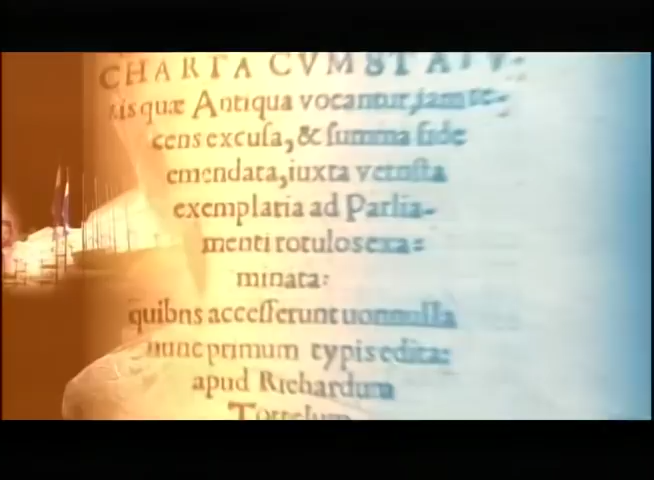 CHARTA CVM STATV-
tis quæ Antiqua vocantur, iam re-
cens excuſa, & ſumma fide
emendata, iuxta vetuſta
exemplaria ad Parlia-
menti rotulos exa-
minata:
quibus acceſſerunt nonnulla
nunc primum typis edita:
apud Richardum
Tottelum